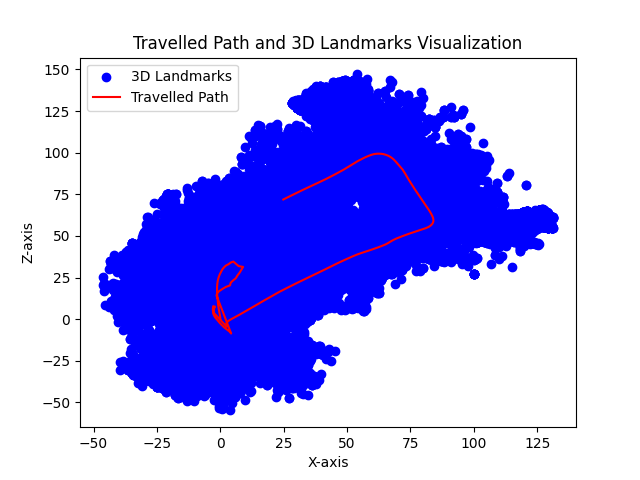 Travelled Path and 3D Landmarks Visualization
3D Landmarks
Travelled Path
150
125
100
75
50
25
0
−25
−50
Z-axis
−50 −25 0 25 50 75 100 125
X-axis